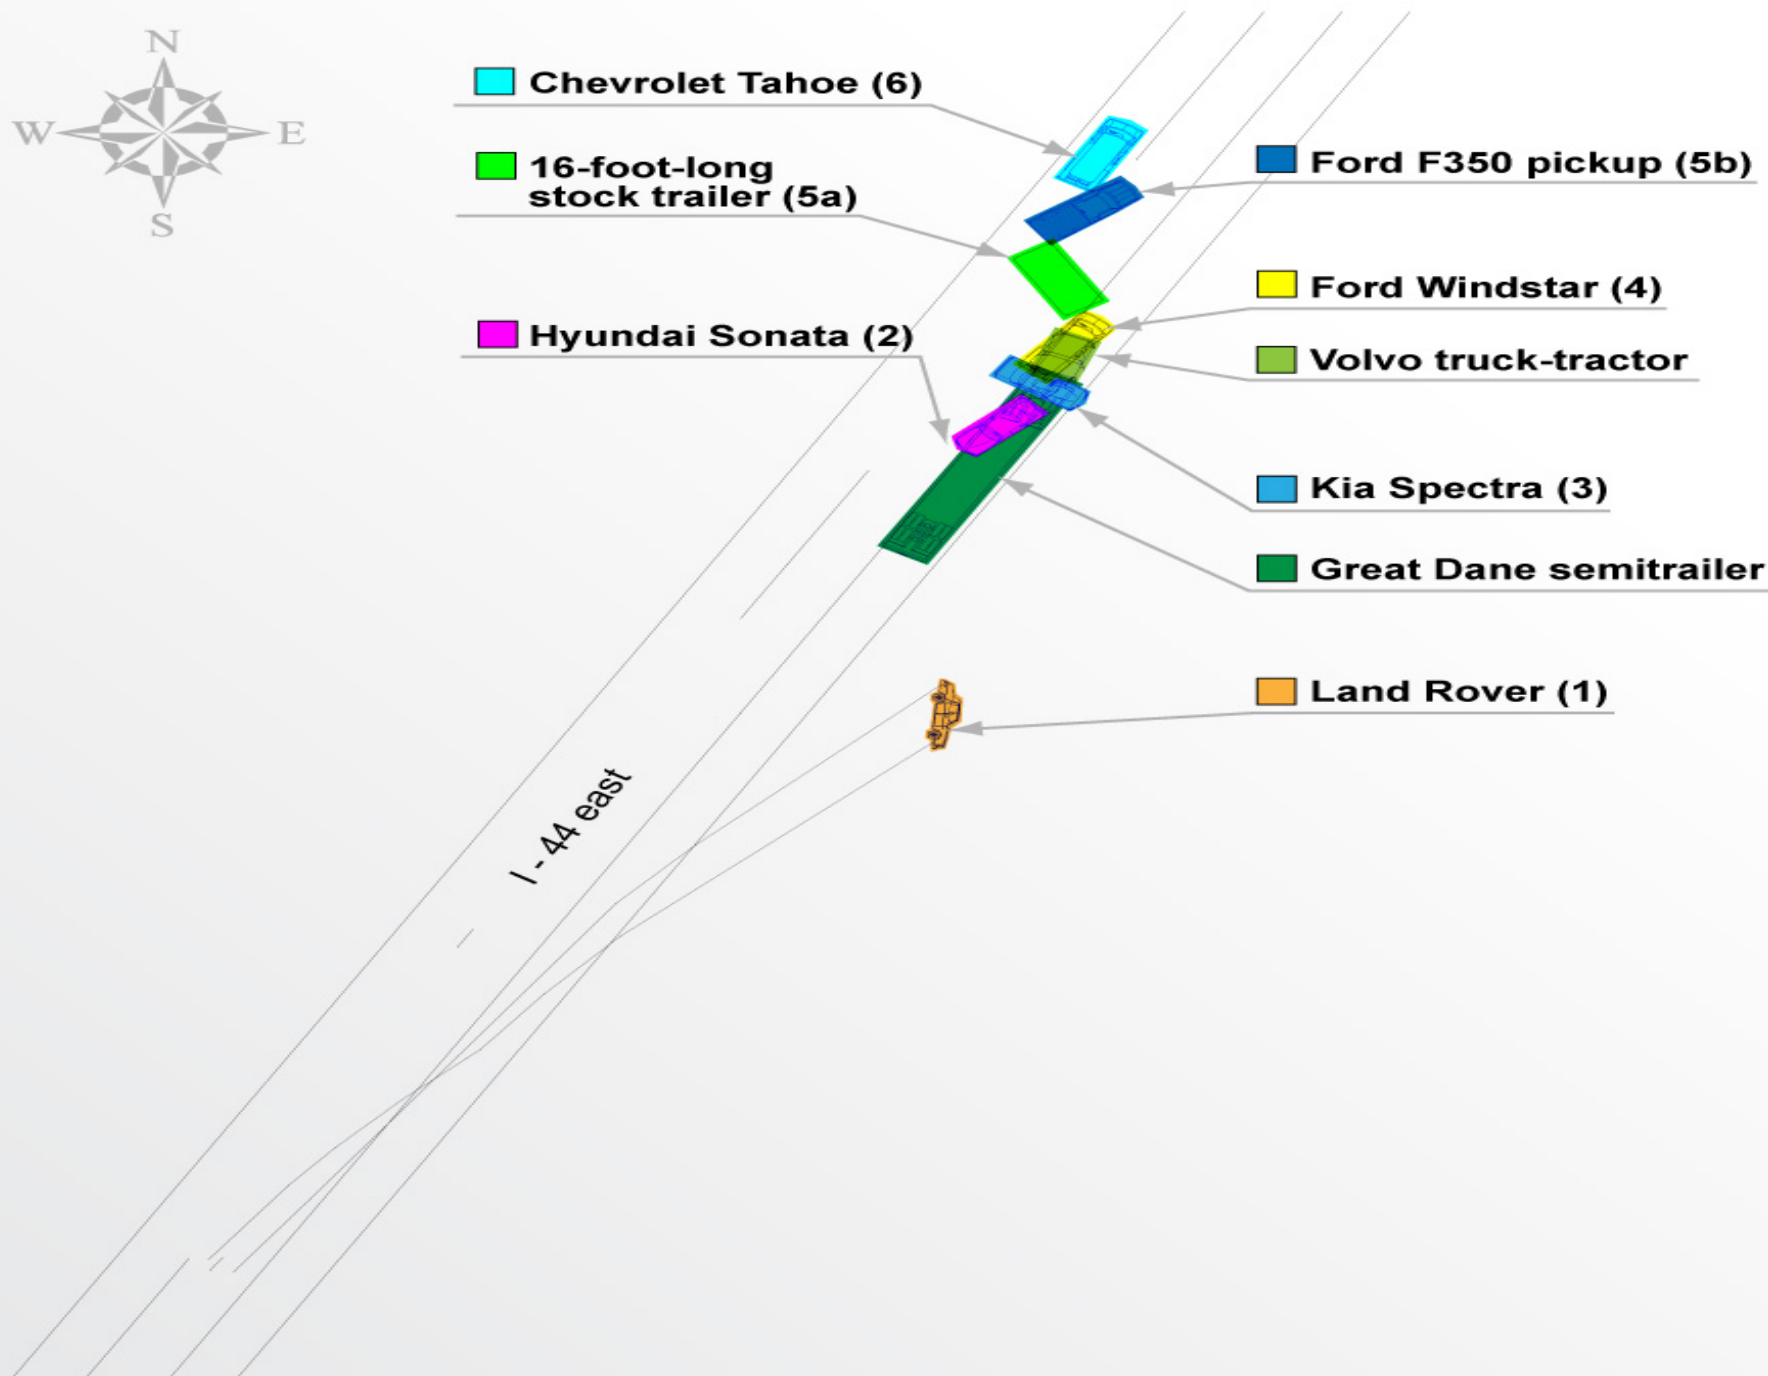 N
W
E
S
Chevrolet Tahoe (6)
16-foot-long
stock trailer (5a)
Hyundai Sonata (2)
Ford F350 pickup (5b)
Ford Windstar (4)
Volvo truck-tractor
Kia Spectra (3)
Great Dane semitrailer
Land Rover (1)
I - 44 east